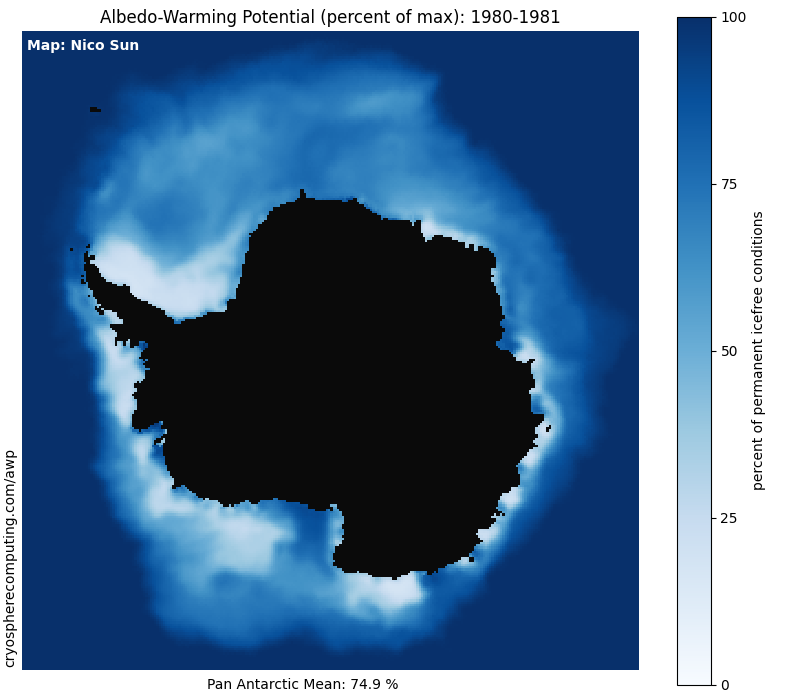 Albedo-Warming Potential (percent of max): 1980-1981
Map: Nico Sun
cryospherecomputing.com/awp
Pan Antarctic Mean: 74.9 %
100
75
50
25
0
percent of permanent icefree conditions